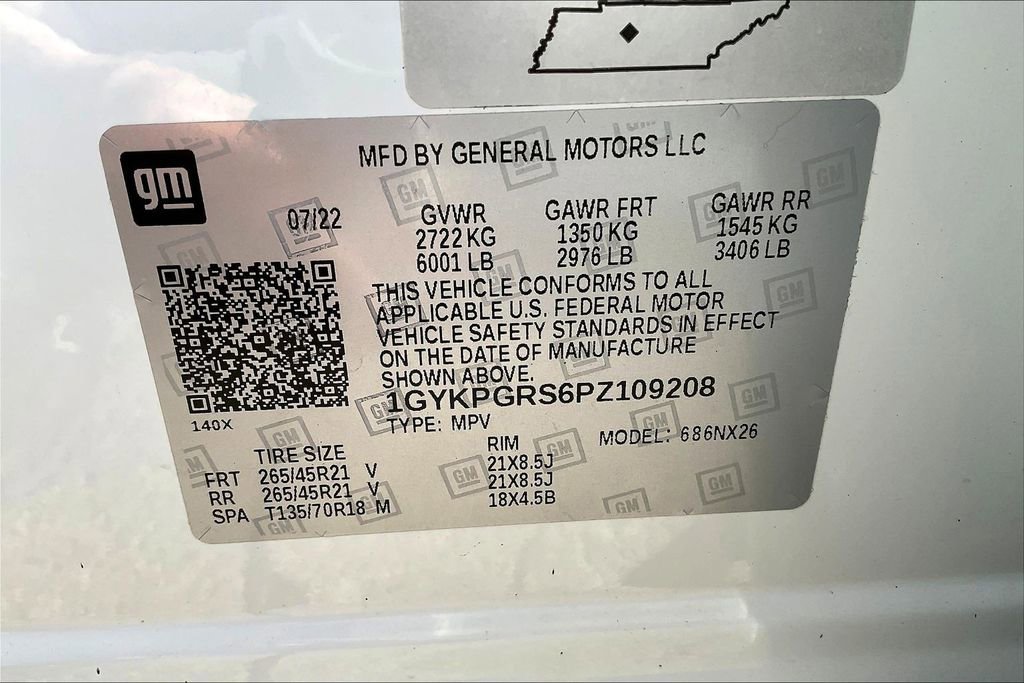 gm
MFD BY GENERAL MOTORS LLC
07/22
GVWR GAWR FRT GAWR RR
2722 KG 1350 KG 1545 KG
6001 LB 2976 LB 3406 LB
THIS VEHICLE CONFORMS TO ALL
APPLICABLE U.S. FEDERAL MOTOR
VEHICLE SAFETY STANDARDS IN EFFECT
ON THE DATE OF MANUFACTURE
SHOWN ABOVE.
1GYKPGRS6PZ109208
140X
TYPE: MPV MODEL: 686NX26
TIRE SIZE RIM
FRT 265/45R21 V 21X8.5J
RR 265/45R21 V 21X8.5J
SPA T135/70R18 M 18X4.5B